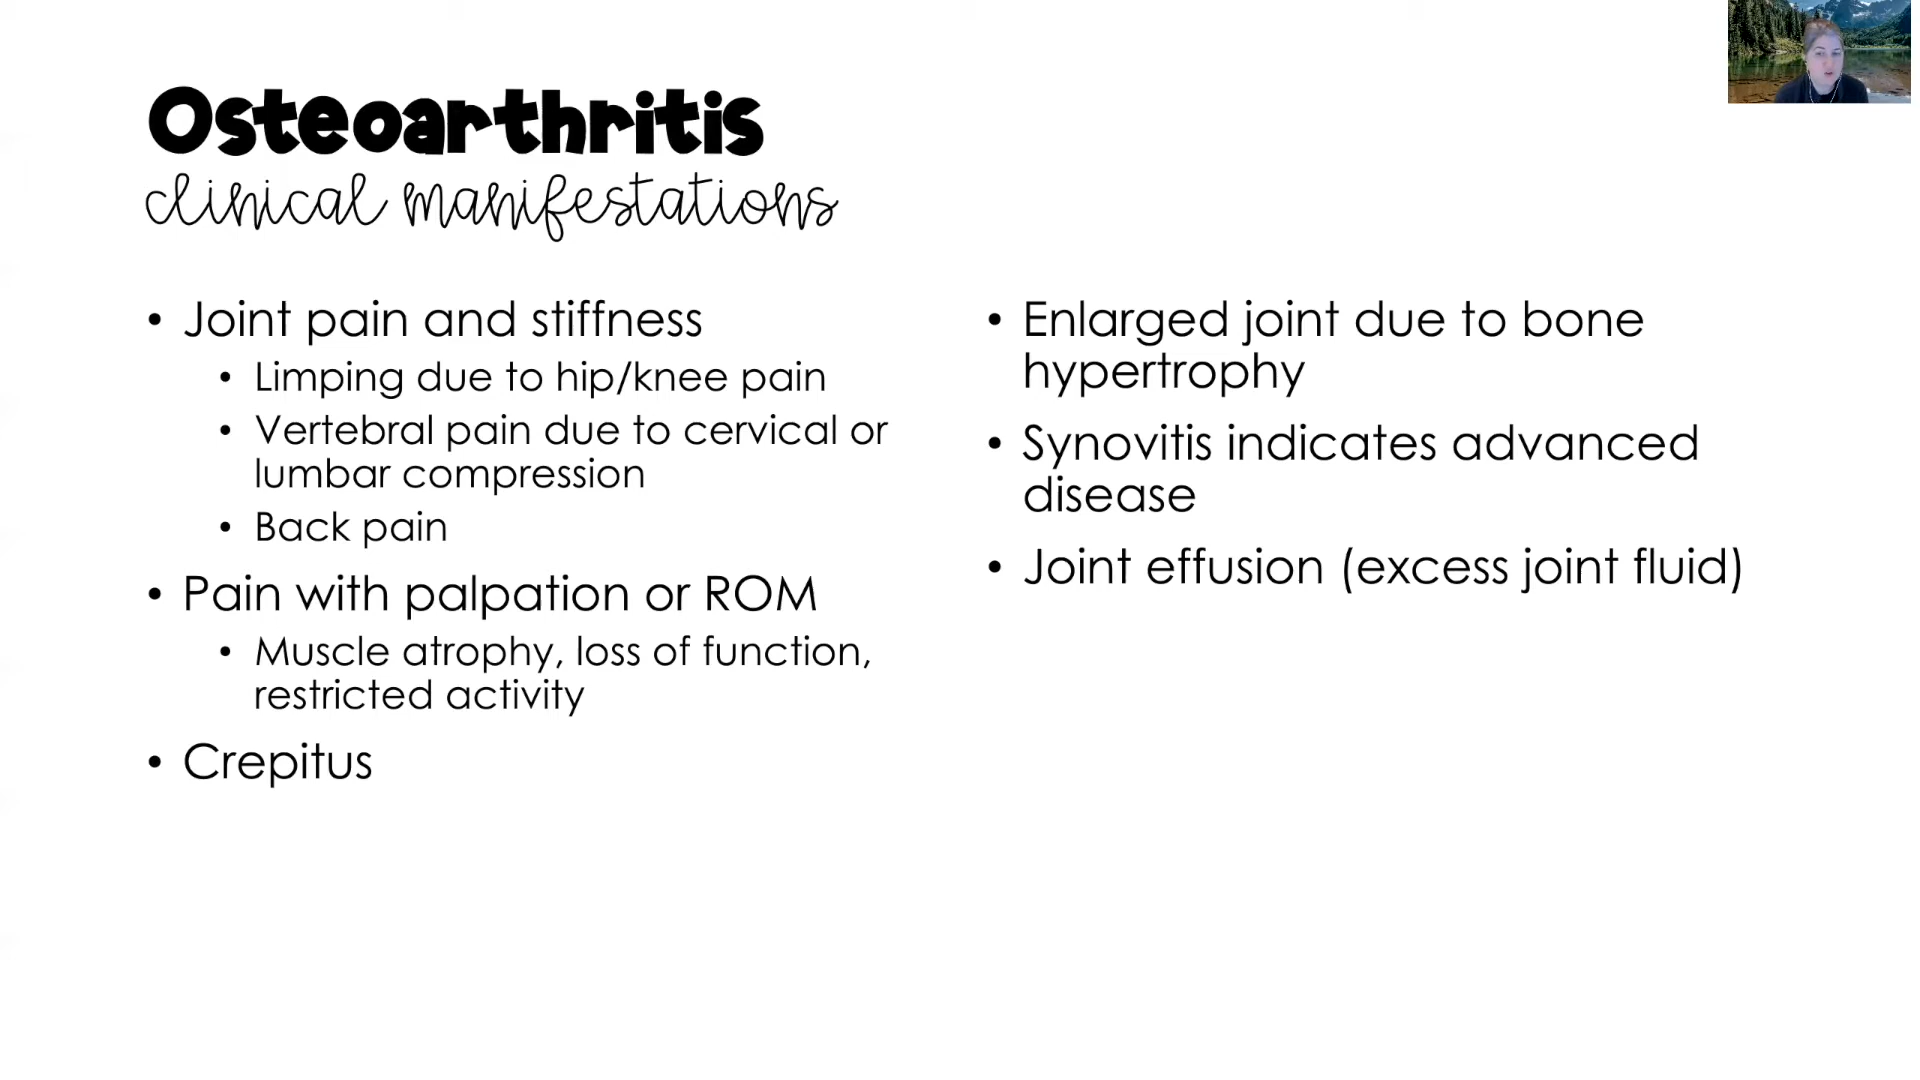 Osteoarthritis
clinical manifestations
• Joint pain and stiffness
• Limping due to hip/knee pain
• Vertebral pain due to cervical or
lumbar compression
• Back pain
• Pain with palpation or ROM
• Muscle atrophy, loss of function,
restricted activity
• Crepitus
• Enlarged joint due to bone
hypertrophy
• Synovitis indicates advanced
disease
• Joint effusion (excess joint fluid)